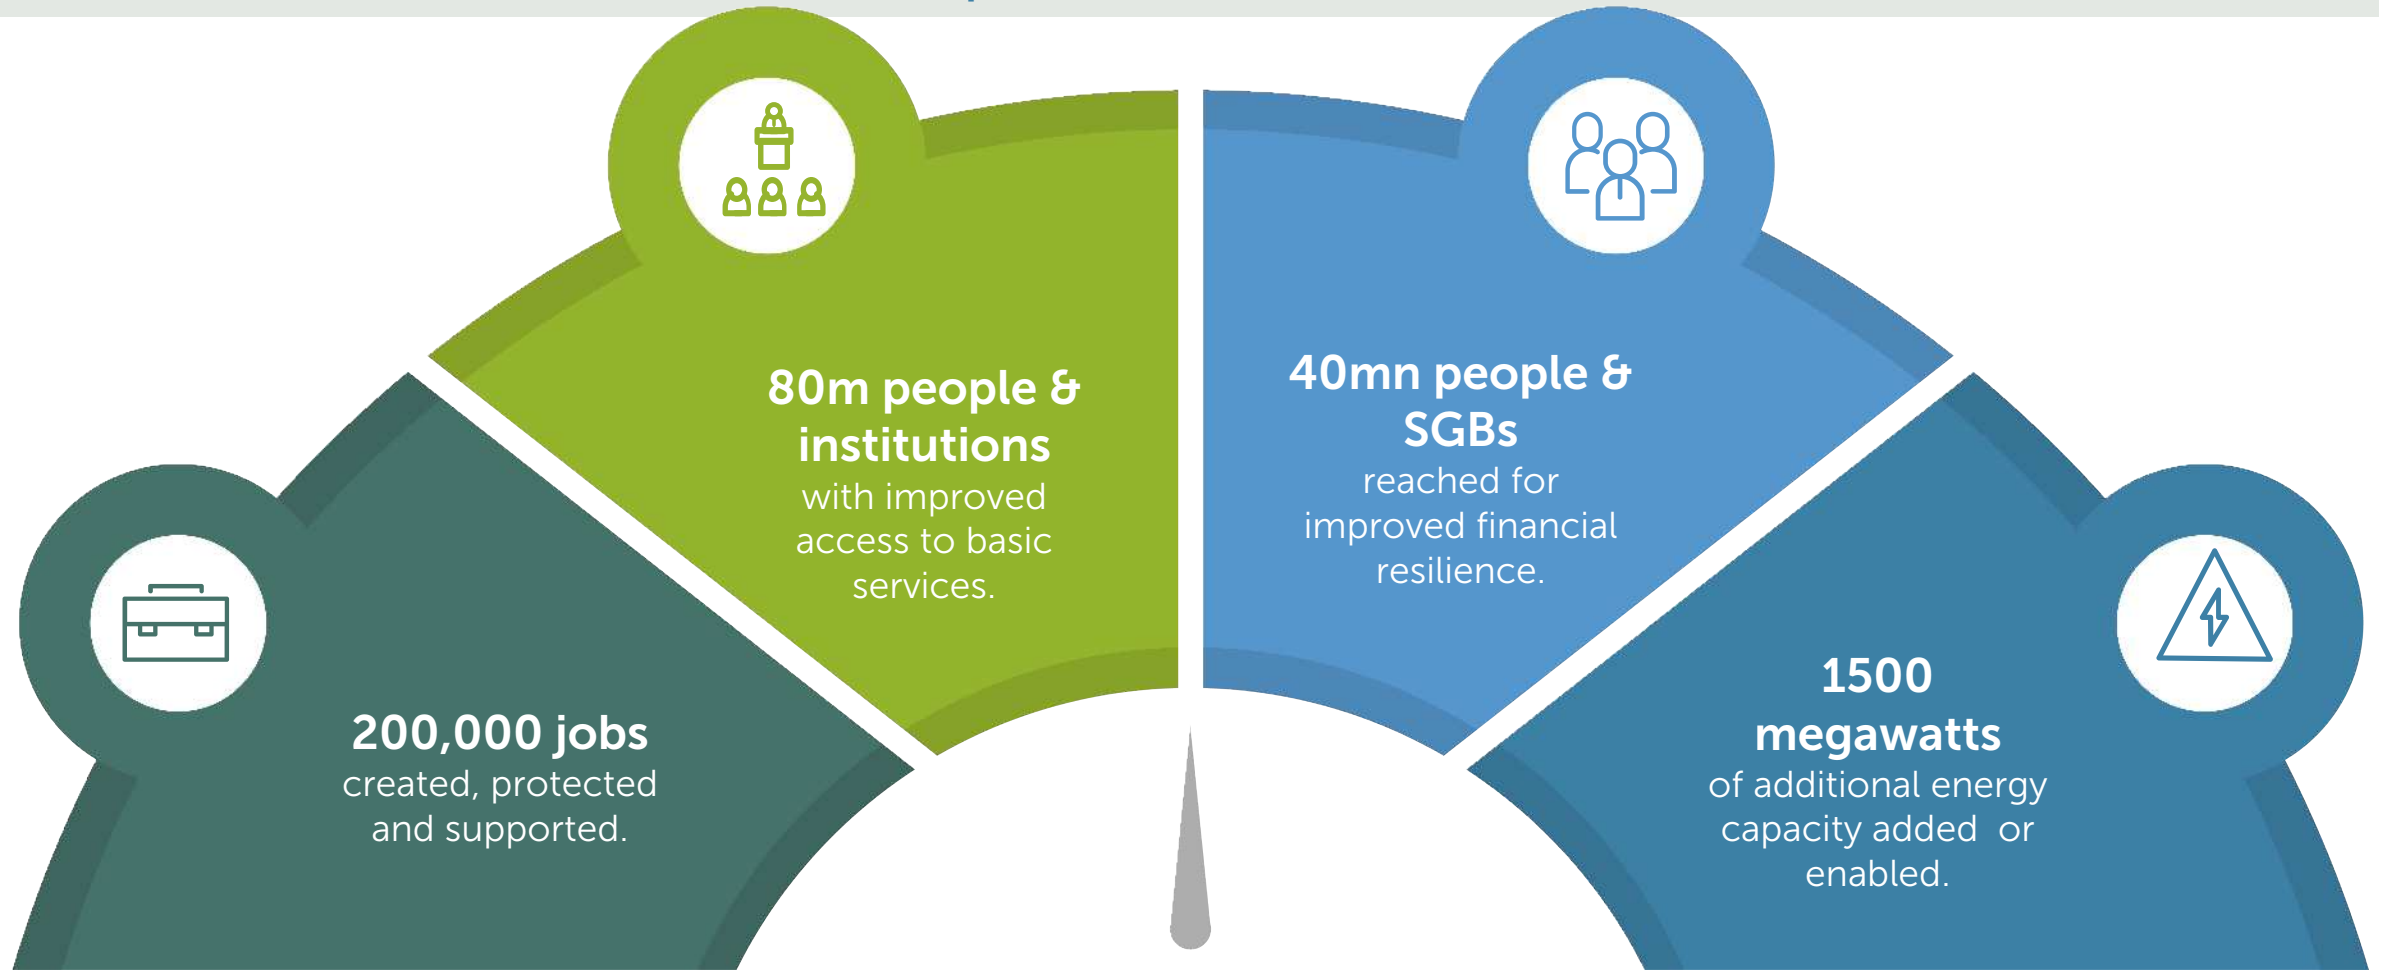 200,000 jobs
created, protected
and supported.
80m people &
institutions
with improved
access to basic
services.
40mn people &
SGBs
reached for
improved financial
resilience.
1500
megawatts
of additional energy
capacity added or
enabled.